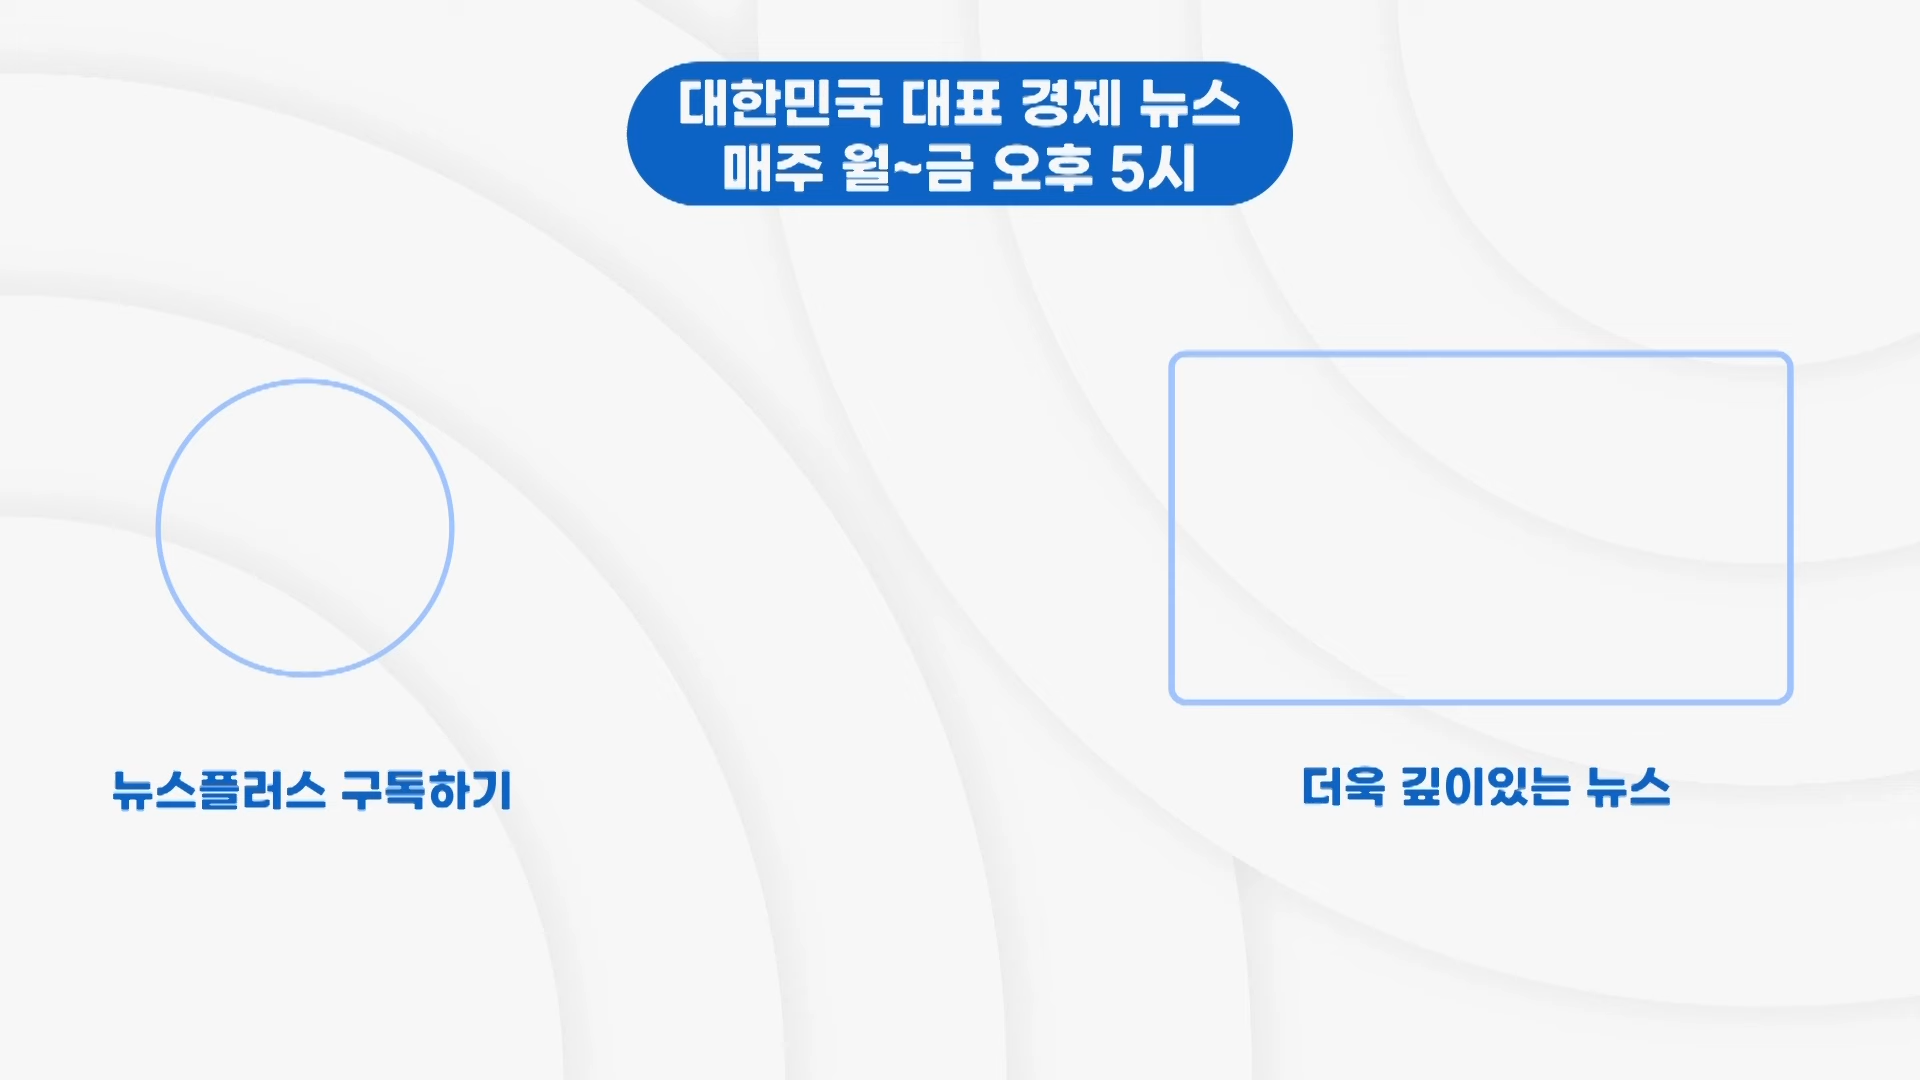 대한민국 대표 경제 뉴스
매주 월~금 오후 5시
뉴스플러스 구독하기
더욱 깊이있는 뉴스